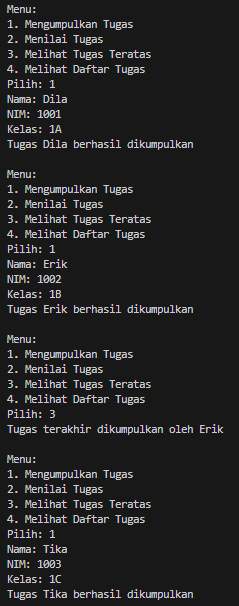 Menu:
1. Mengumpulkan Tugas
2. Menilai Tugas
3. Melihat Tugas Teratas
4. Melihat Daftar Tugas
Pilih: 1
Nama: Dila
NIM: 1001
Kelas: 1A
Tugas Dila berhasil dikumpulkan

Menu:
1. Mengumpulkan Tugas
2. Menilai Tugas
3. Melihat Tugas Teratas
4. Melihat Daftar Tugas
Pilih: 1
Nama: Erik
NIM: 1002
Kelas: 1B
Tugas Erik berhasil dikumpulkan

Menu:
1. Mengumpulkan Tugas
2. Menilai Tugas
3. Melihat Tugas Teratas
4. Melihat Daftar Tugas
Pilih: 3
Tugas terakhir dikumpulkan oleh Erik

Menu:
1. Mengumpulkan Tugas
2. Menilai Tugas
3. Melihat Tugas Teratas
4. Melihat Daftar Tugas
Pilih: 1
Nama: Tika
NIM: 1003
Kelas: 1C
Tugas Tika berhasil dikumpulkan